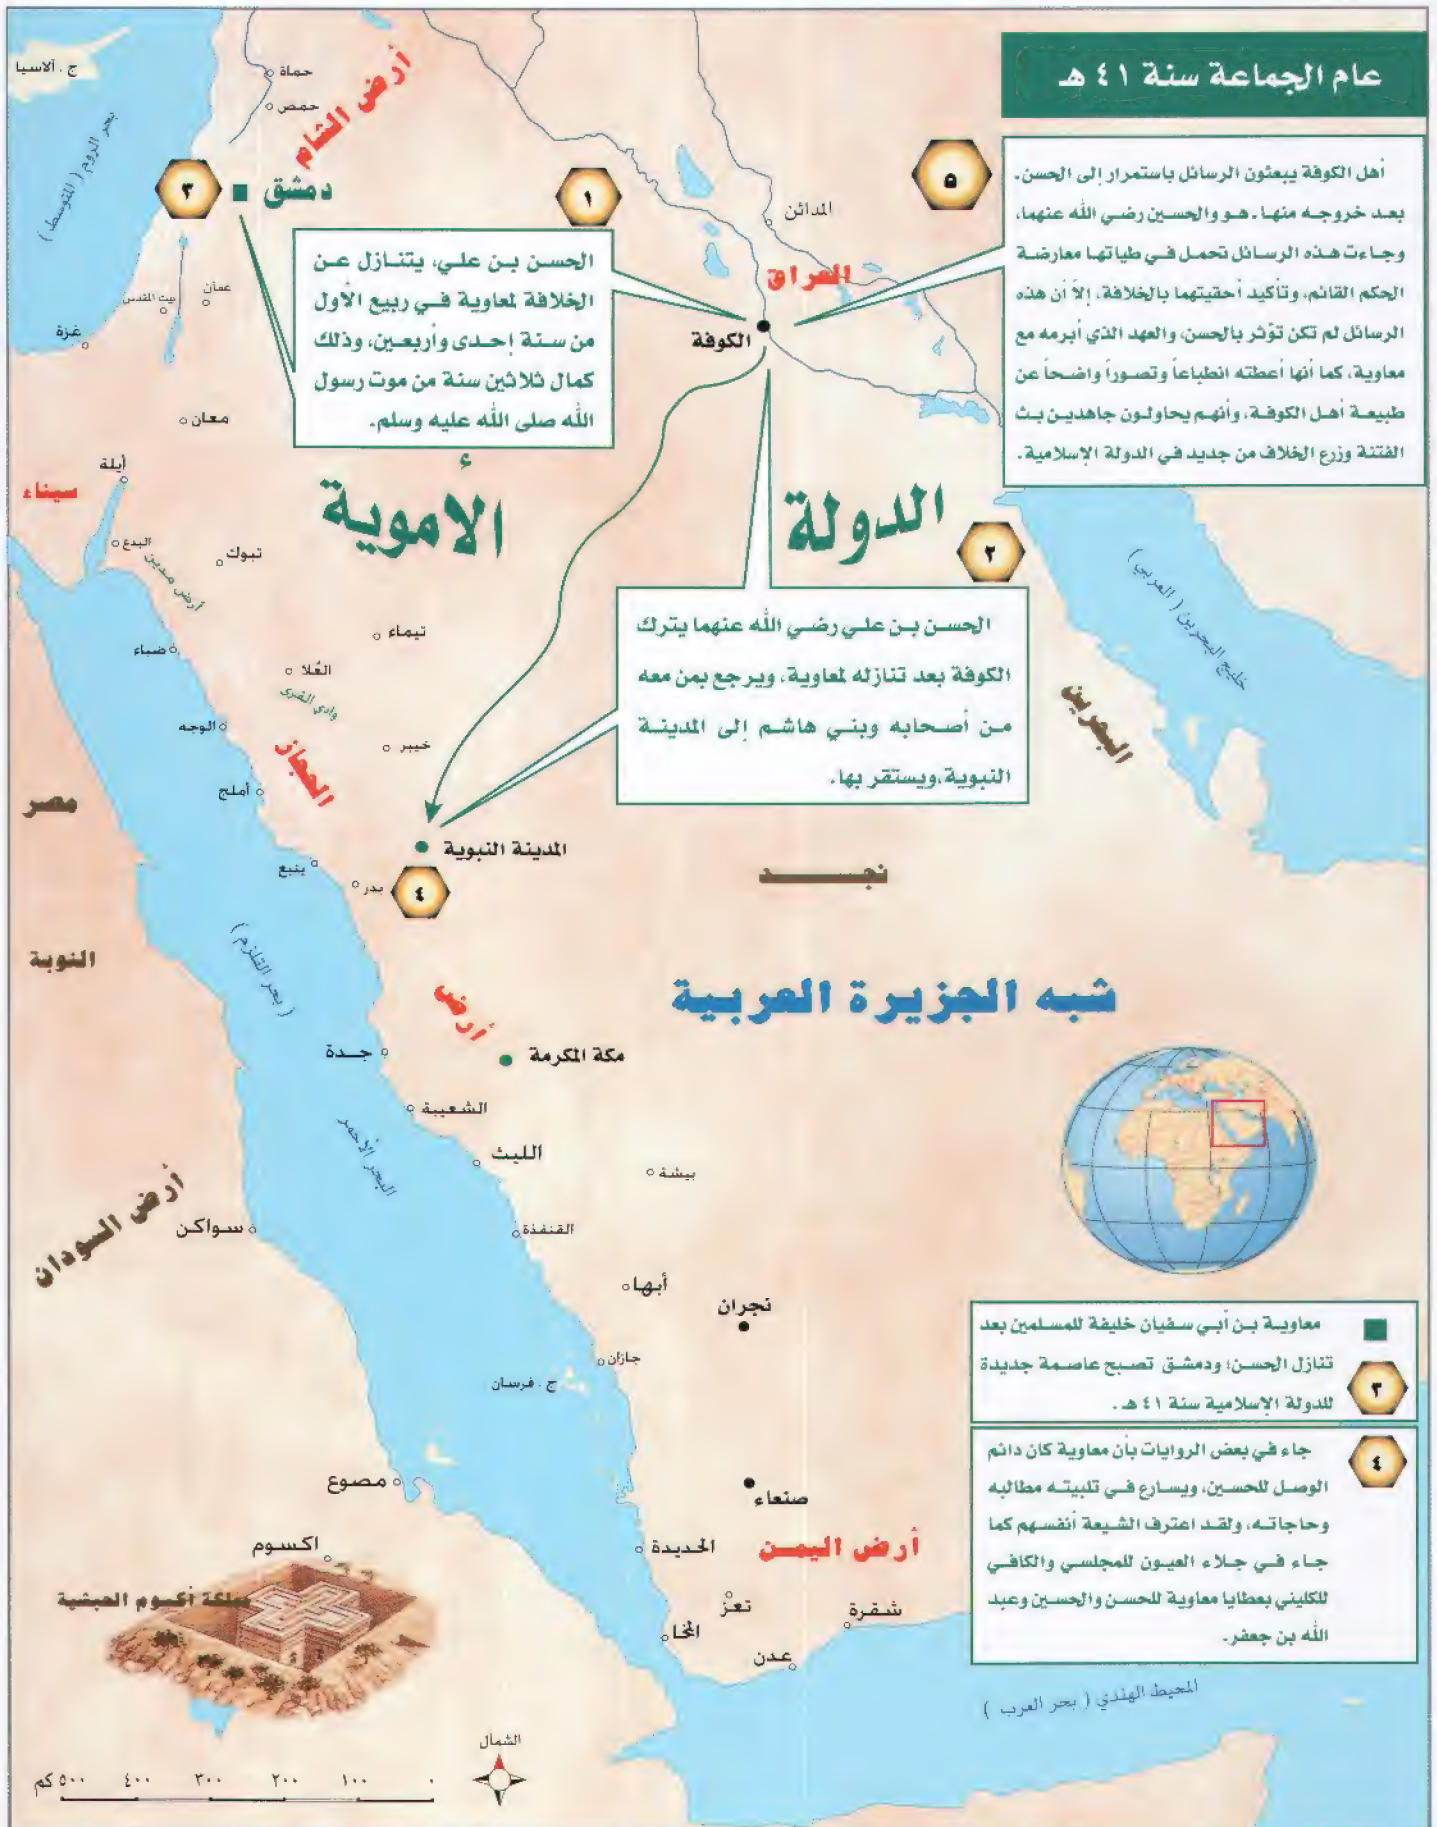 عام الجماعة سنة ٤١ هـ
٥
أهل الكوفة يبعثون الرسائل باستمرار إلى الحسن،
بعد خروجه منها، هو والحسين رضي الله عنهما،
وجاءت هذه الرسائل تحمل في طياتها معارضة
الحكم القائم، وتأكيد أحقيتهما بالخلافة، إلا أن هذه
الرسائل لم تكن تؤثر بالحسن، والعهد الذي أبرمه مع
معاوية، كما أنها أعطته انطباعاً وتصوراً واضحاً عن
طبيعة أهل الكوفة، وأنهم يحاولون جاهدين بث
الفتنة وزرع الخلاف من جديد في الدولة الإسلامية.
١
الحسن بن علي، يتنازل عن
الخلافة لمعاوية في ربيع الأول
من سنة إحدى وأربعين، وذلك
كمال ثلاثين سنة من موت رسول
الله صلى الله عليه وسلم.
ج. آلاسيا
حماة
حمص
أرض الشام
بحر الروم ( المتوسط )
٣
دمشق
المدائن
العراق
الكوفة
عمان
بيت المقدس
غزة
معان
أيلة
سيناء
الدولة
الأموية
٢
الحسن بن علي رضي الله عنهما يترك
الكوفة بعد تنازله لمعاوية، ويرجع بمن معه
من أصحابه وبني هاشم إلى المدينة
النبوية، ويستقر بها.
خليج البحرين ( العربي )
البحرين
البدع
تبوك
أرض مدين
تيماء
ضباء
العُلا
وادي القرى
الوجه
خيبر
الحجاز
أملج
مصر
المدينة النبوية
ينبع
بدر
٤
نجد
النوبة
( بحر القلزم )
أرض
شبه الجزيرة العربية
جدة
مكة المكرمة
الشعيبة
البحر الأحمر
الليث
بيشة
أرض السودان
سواكن
القنفذة
أبها
نجران
جازان
ج. فرسان
معاوية بن أبي سفيان خليفة للمسلمين بعد
تنازل الحسن؛ ودمشق تصبح عاصمة جديدة
للدولة الإسلامية سنة ٤١ هـ.
٣
جاء في بعض الروايات بأن معاوية كان دائم
الوصل للحسين، ويسارع في تلبيته مطالبه
وحاجاته، ولقد اعترف الشيعة أنفسهم كما
جاء في جلاء العيون للمجلسي والكافي
للكليني بعطايا معاوية للحسن والحسين وعبد
الله بن جعفر.
٤
مصوع
صنعاء
اكسوم
مملكة أكسوم الحبشية
الحديدة
أرض اليمن
تعز
شقرة
المخا
عدن
المحيط الهندي ( بحر العرب )
الشمال
٥٠٠ كم ٤٠٠ ٣٠٠ ٢٠٠ ١٠٠ ٠